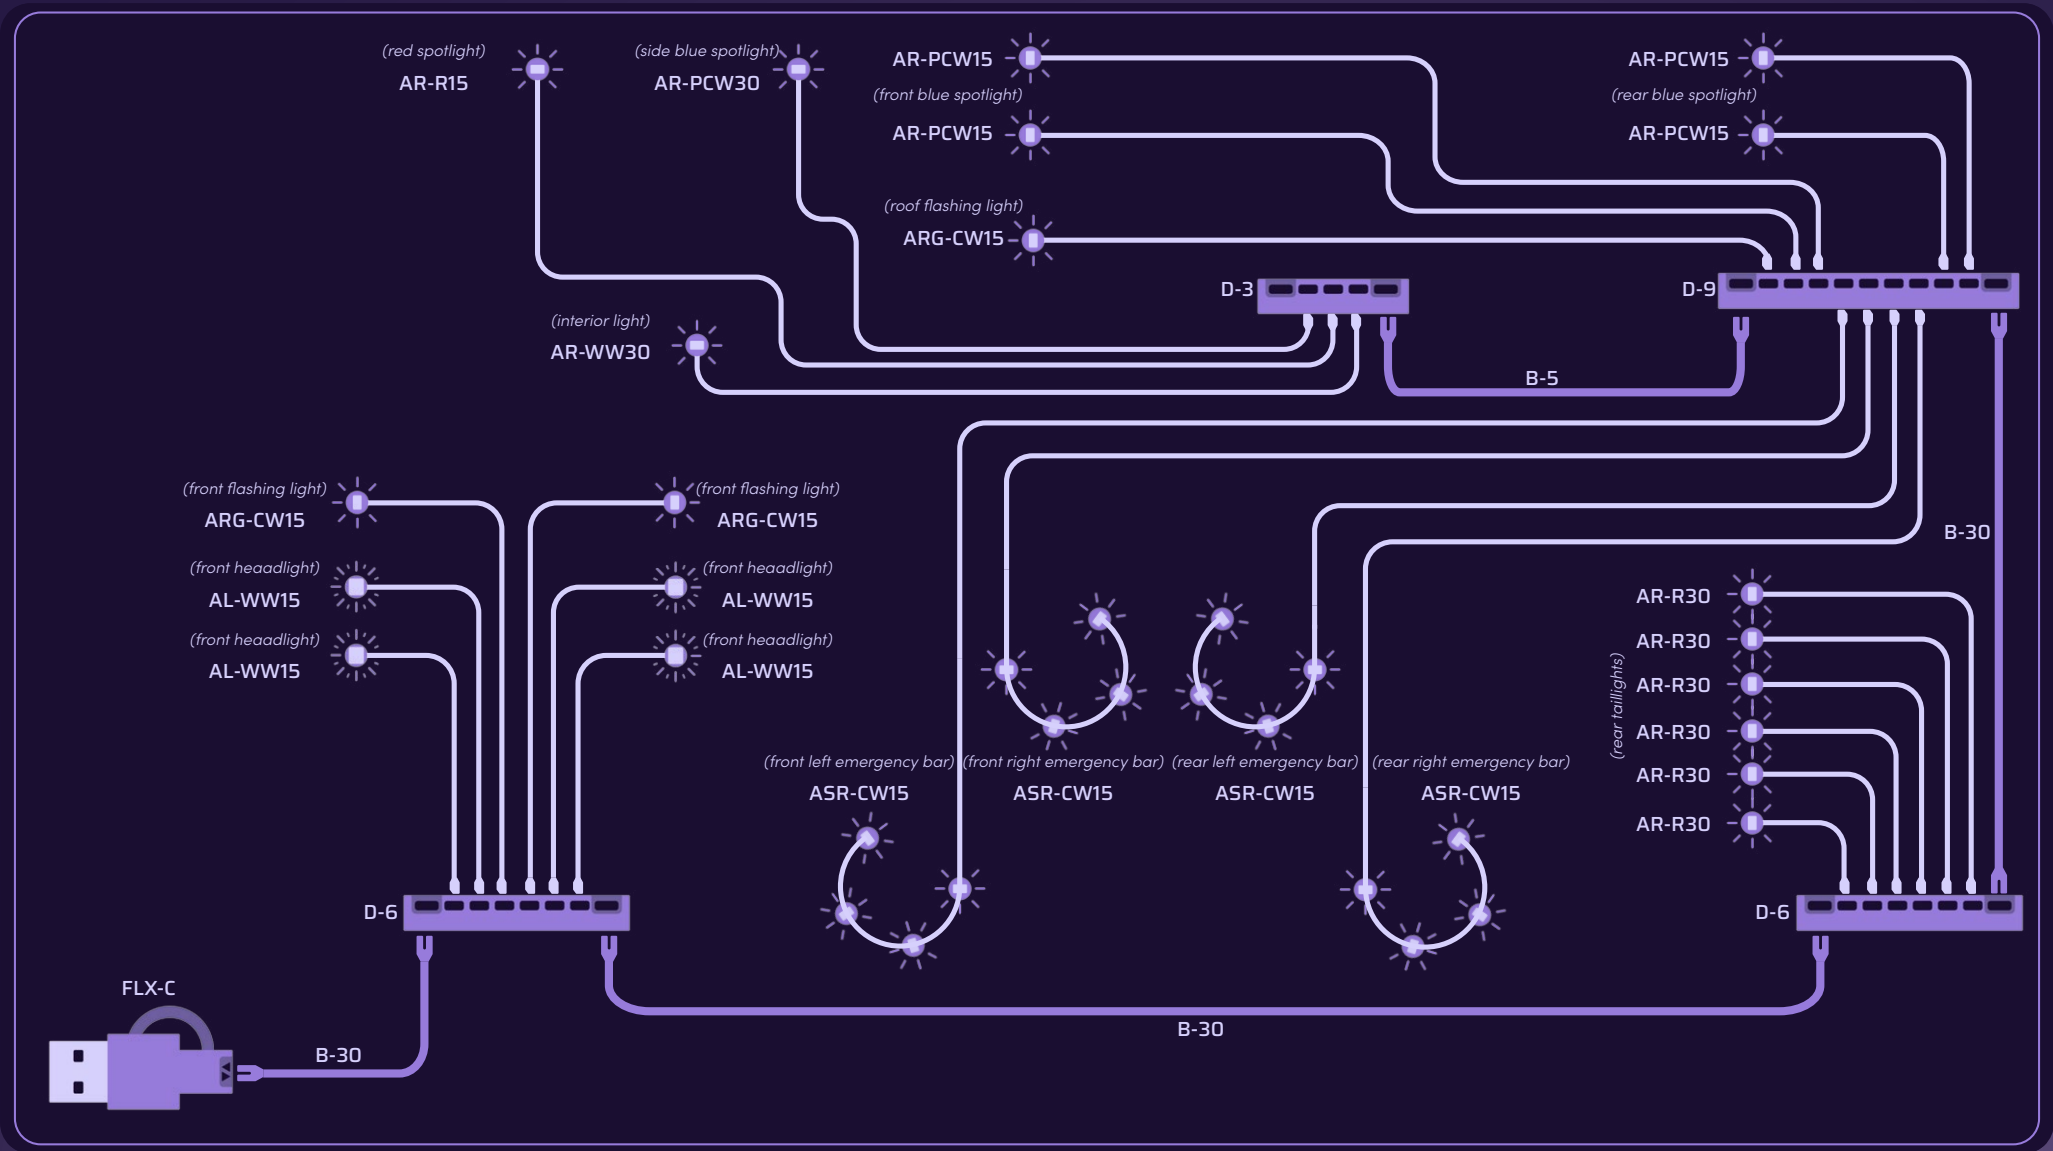 (red spotlight)
AR-R15
(side blue spotlight)
AR-PCW30
AR-PCW15
(front blue spotlight)
AR-PCW15
AR-PCW15
(rear blue spotlight)
AR-PCW15
(roof flashing light)
ARG-CW15
D-3
D-9
(interior light)
AR-WW30
B-5
(front flashing light)
ARG-CW15
(front flashing light)
ARG-CW15
B-30
(front heaadlight)
AL-WW15
(front heaadlight)
AL-WW15
(front heaadlight)
AL-WW15
(front heaadlight)
AL-WW15
AR-R30
AR-R30
AR-R30
AR-R30
AR-R30
AR-R30
(rear taillights)
(front left emergency bar)
ASR-CW15
(front right emergency bar)
ASR-CW15
(rear left emergency bar)
ASR-CW15
(rear right emergency bar)
ASR-CW15
D-6
D-6
FLX-C
B-30
B-30